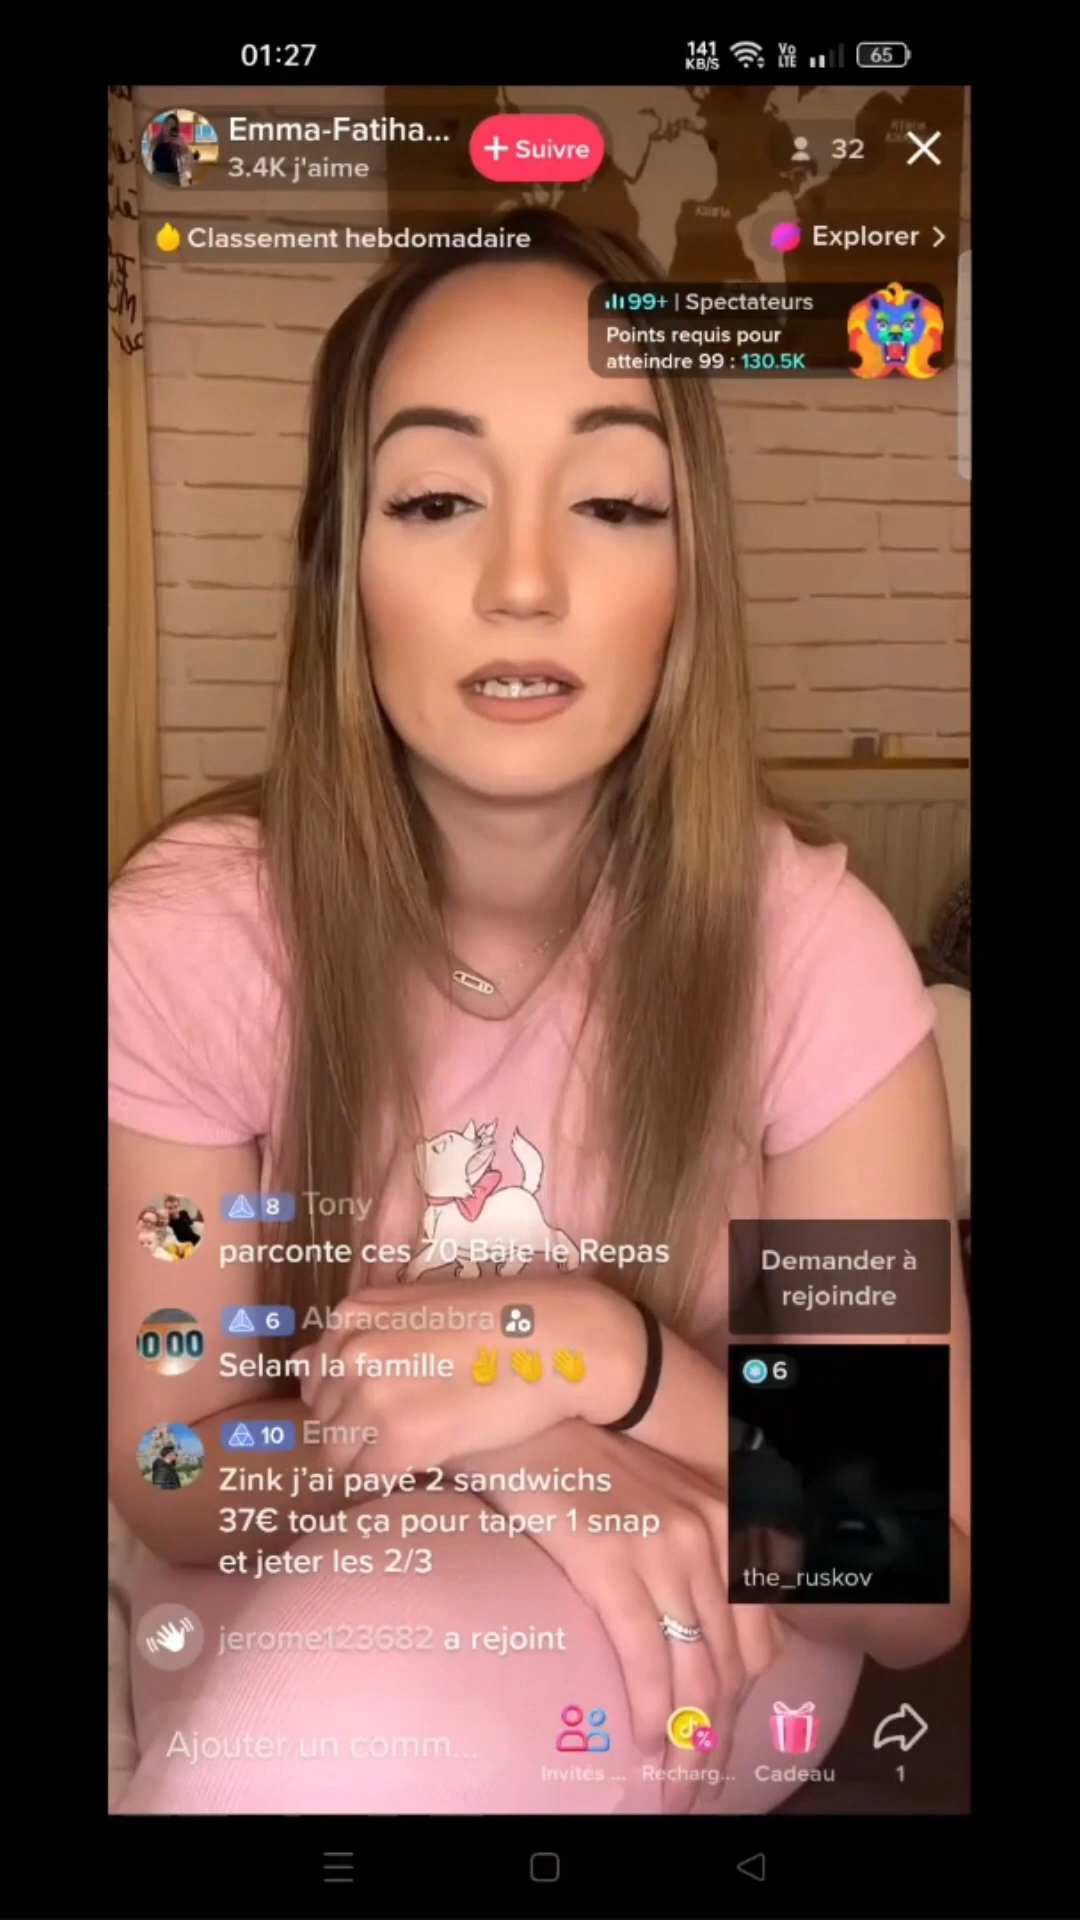 01:27
141 KB/S
Vo LTE
65
Emma-Fatiha...
3.4K j'aime
+ Suivre
32
Classement hebdomadaire
Explorer >
99+ | Spectateurs
Points requis pour
atteindre 99 : 130.5K
AFRICA
8 Tony
parconte ces 70 Bâle le Repas
6 Abracadabra
Selam la famille ✌️👏👏
10 Emre
Zink j'ai payé 2 sandwichs
37€ tout ça pour taper 1 snap
et jeter les 2/3
jerome123682 a rejoint
Demander à
rejoindre
6
the_ruskov
Ajouter un comm...
Invités ...
Recharg...
Cadeau
1